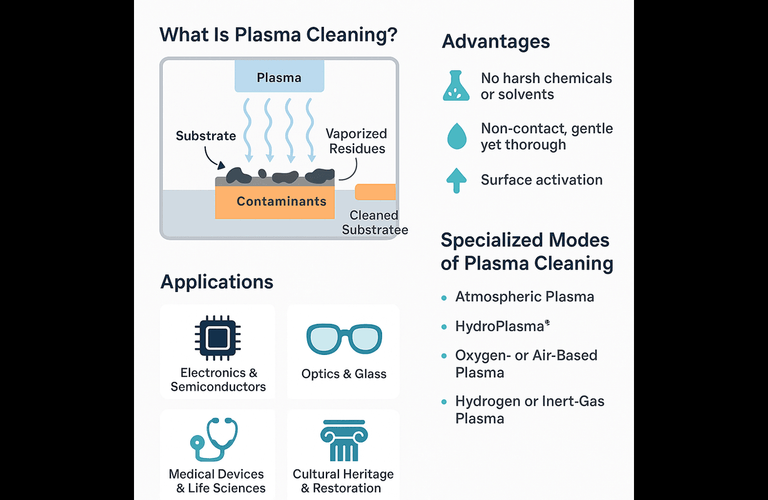 What Is Plasma Cleaning?
Plasma
Substrate
Vaporized
Residues
Contaminants
Cleaned
Substratee
Applications
Electronics &
Semiconductors
Optics & Glass
Medical Devices
& Life Sciences
Cultural Heritage
& Restoration
Advantages
No harsh chemicals
or solvents
Non-contact, gentle
yet thorough
Surface activation
Specialized Modes
of Plasma Cleaning
• Atmospheric Plasma
• HydroPlasma®
• Oxygen- or Air-Based
Plasma
• Hydrogen or Inert-Gas
Plasma